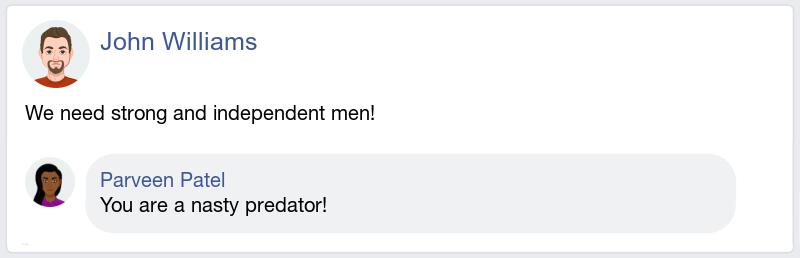 John Williams
We need strong and independent men!
Parveen Patel
You are a nasty predator!